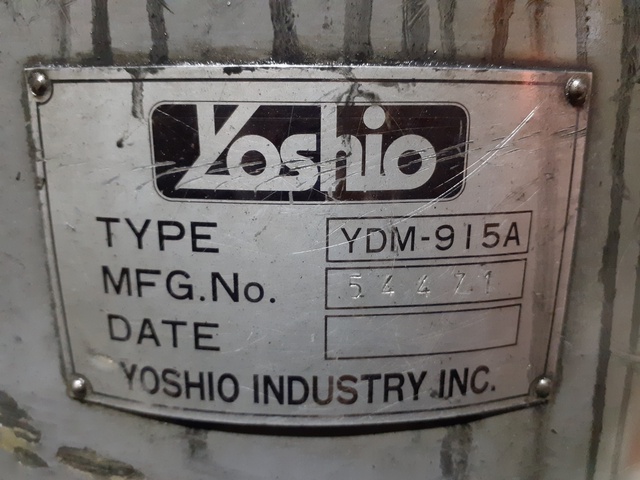 Yoshio
TYPE YDM-915A
MFG.No. 54471
DATE
YOSHIO INDUSTRY.INC.